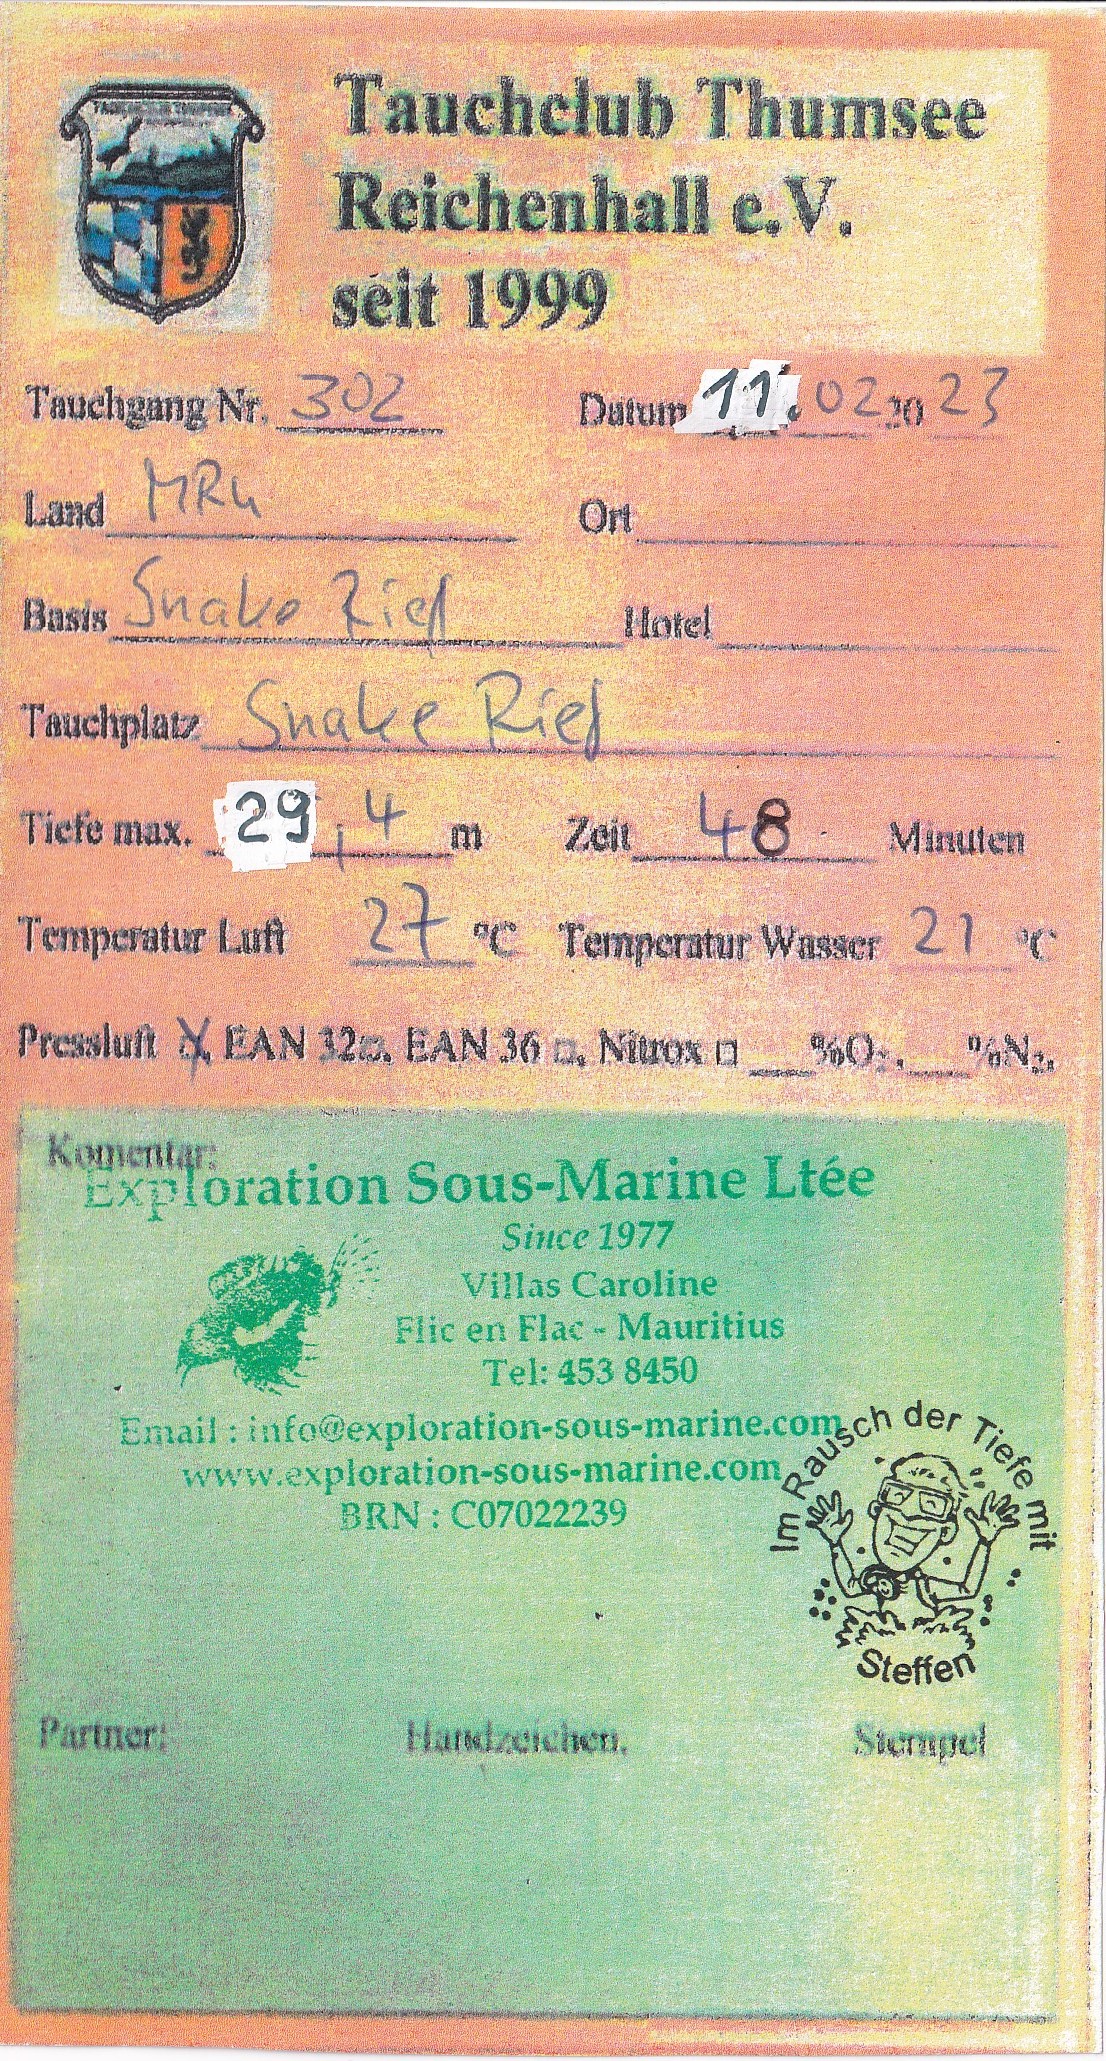 Tauchclub Thumsee
Reichenhall e.V.
seit 1999
Tauchgang Nr. 302 Datum 11. 02 20 23
Land MRU Ort
Basis Snake Rief Hotel
Tauchplatz Snake Rief
Tiefe max. 29,4 m Zeit 48 Minuten
Temperatur Luft 27 °C Temperatur Wasser 21 °C
Pressluft X, EAN 32□, EAN 36 □, Nitrox □ ___%O2, ___%N2,
Komentar:
Exploration Sous-Marine Ltée
Since 1977
Villas Caroline
Flic en Flac - Mauritius
Tel: 453 8450
Email : info@exploration-sous-marine.com
www.exploration-sous-marine.com
BRN : C07022239
Im Rausch der Tiefe mit
Steffen
Partner: Handzeichen. Stempel